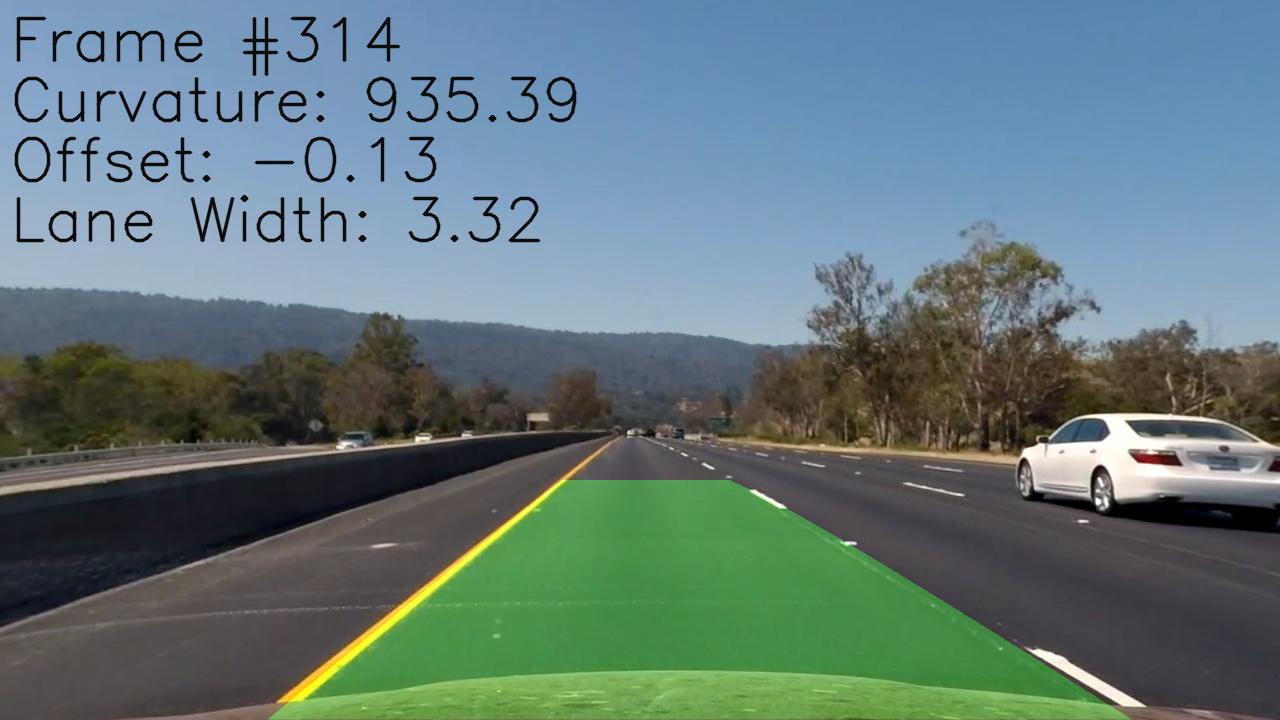 Frame #314
Curvature: 935.39
Offset: -0.13
Lane Width: 3.32